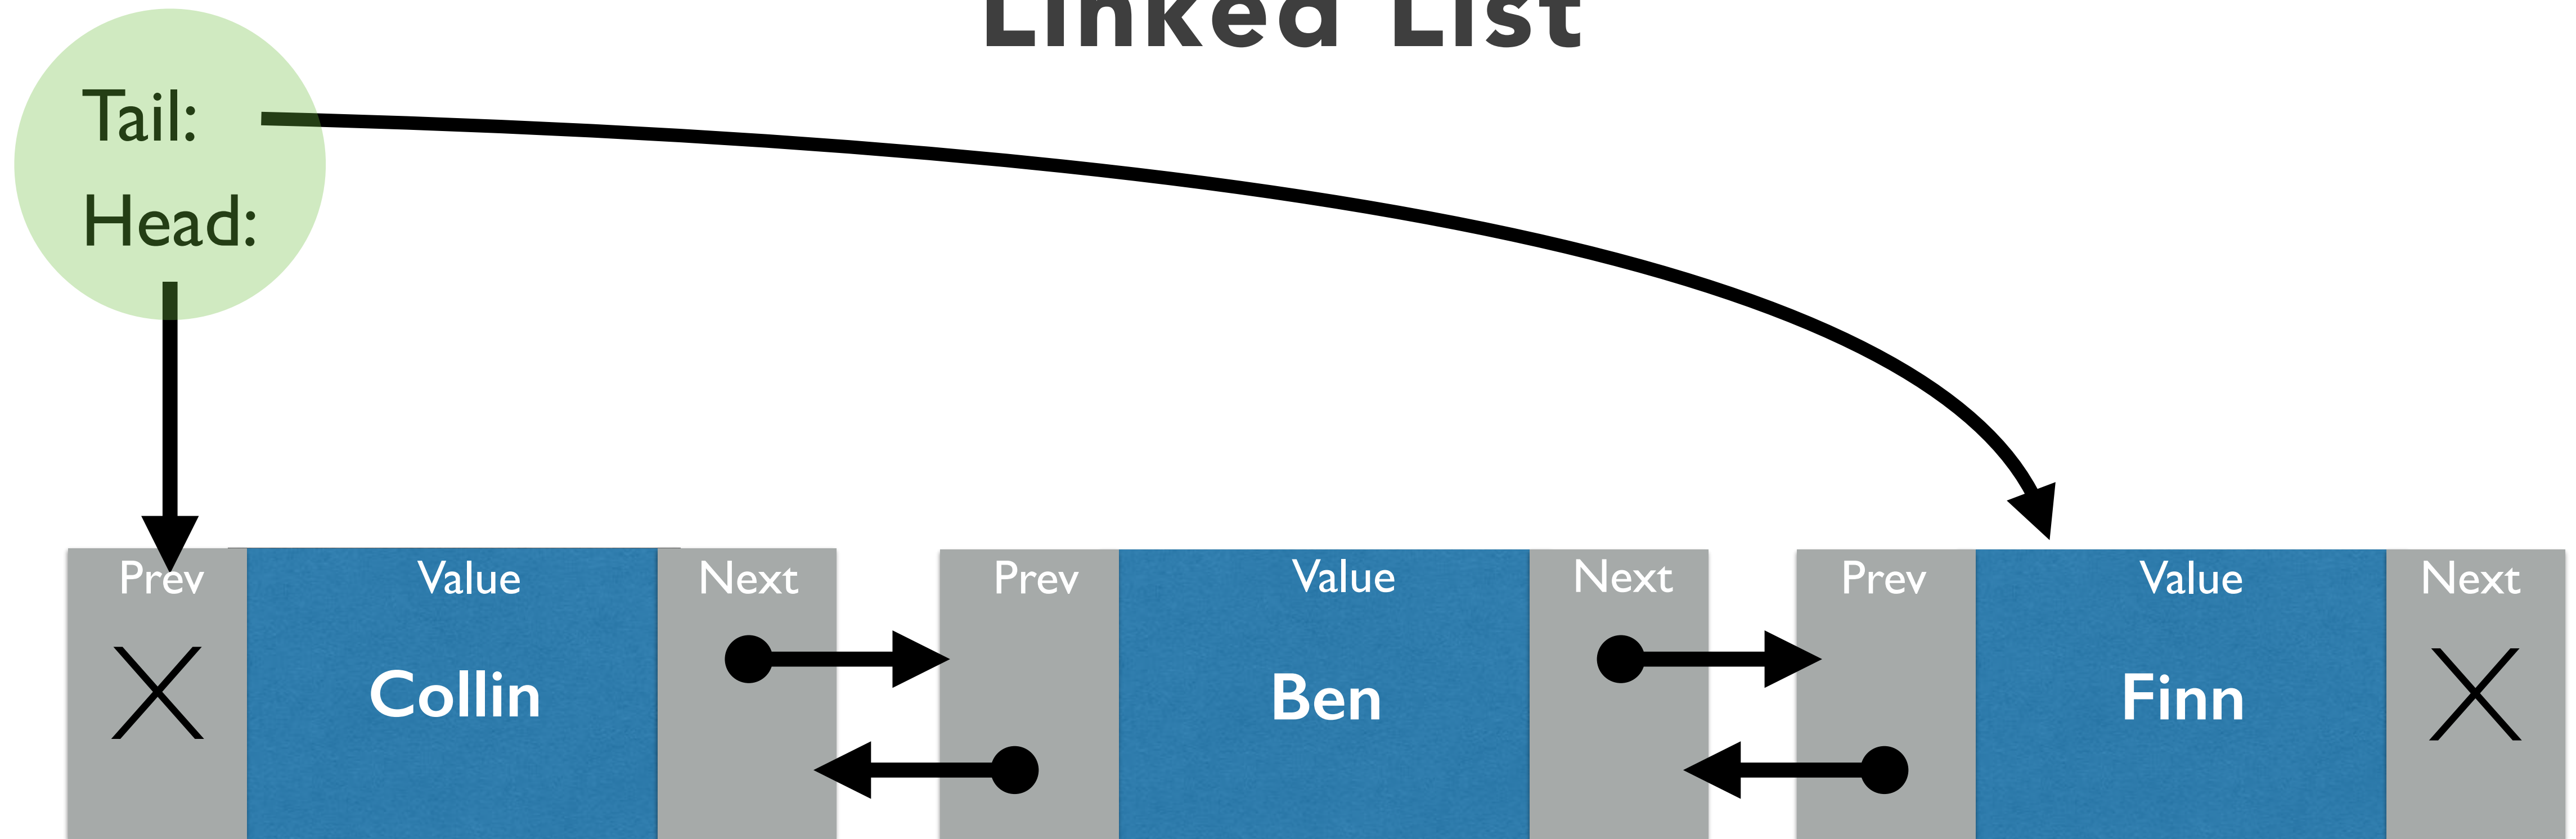 Linked List
Tail:
Head:
Prev Value Next Prev Value Next Prev Value Next
Collin Ben Finn